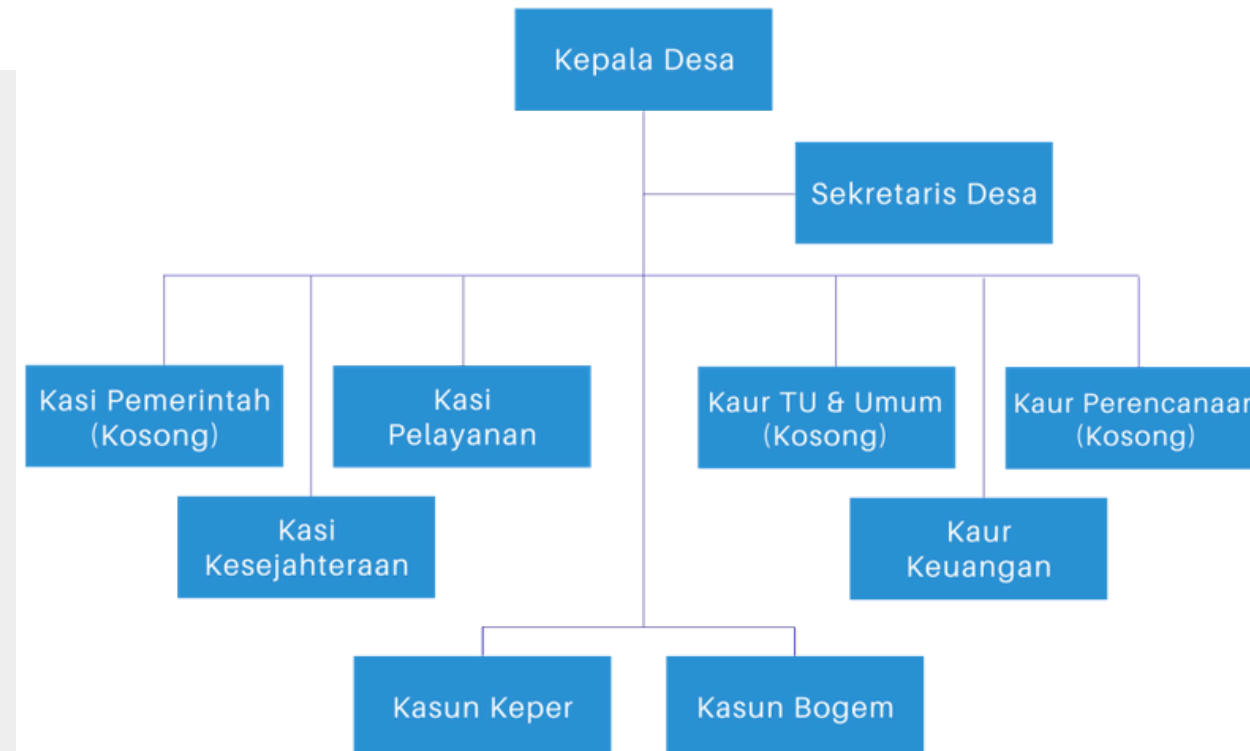 Kepala Desa
Sekretaris Desa
Kasi Pemerintah
(Kosong)
Kasi
Pelayanan
Kaur TU & Umum
(Kosong)
Kaur Perencanaan
(Kosong)
Kasi
Kesejahteraan
Kaur
Keuangan
Kasun Keper
Kasun Bogem